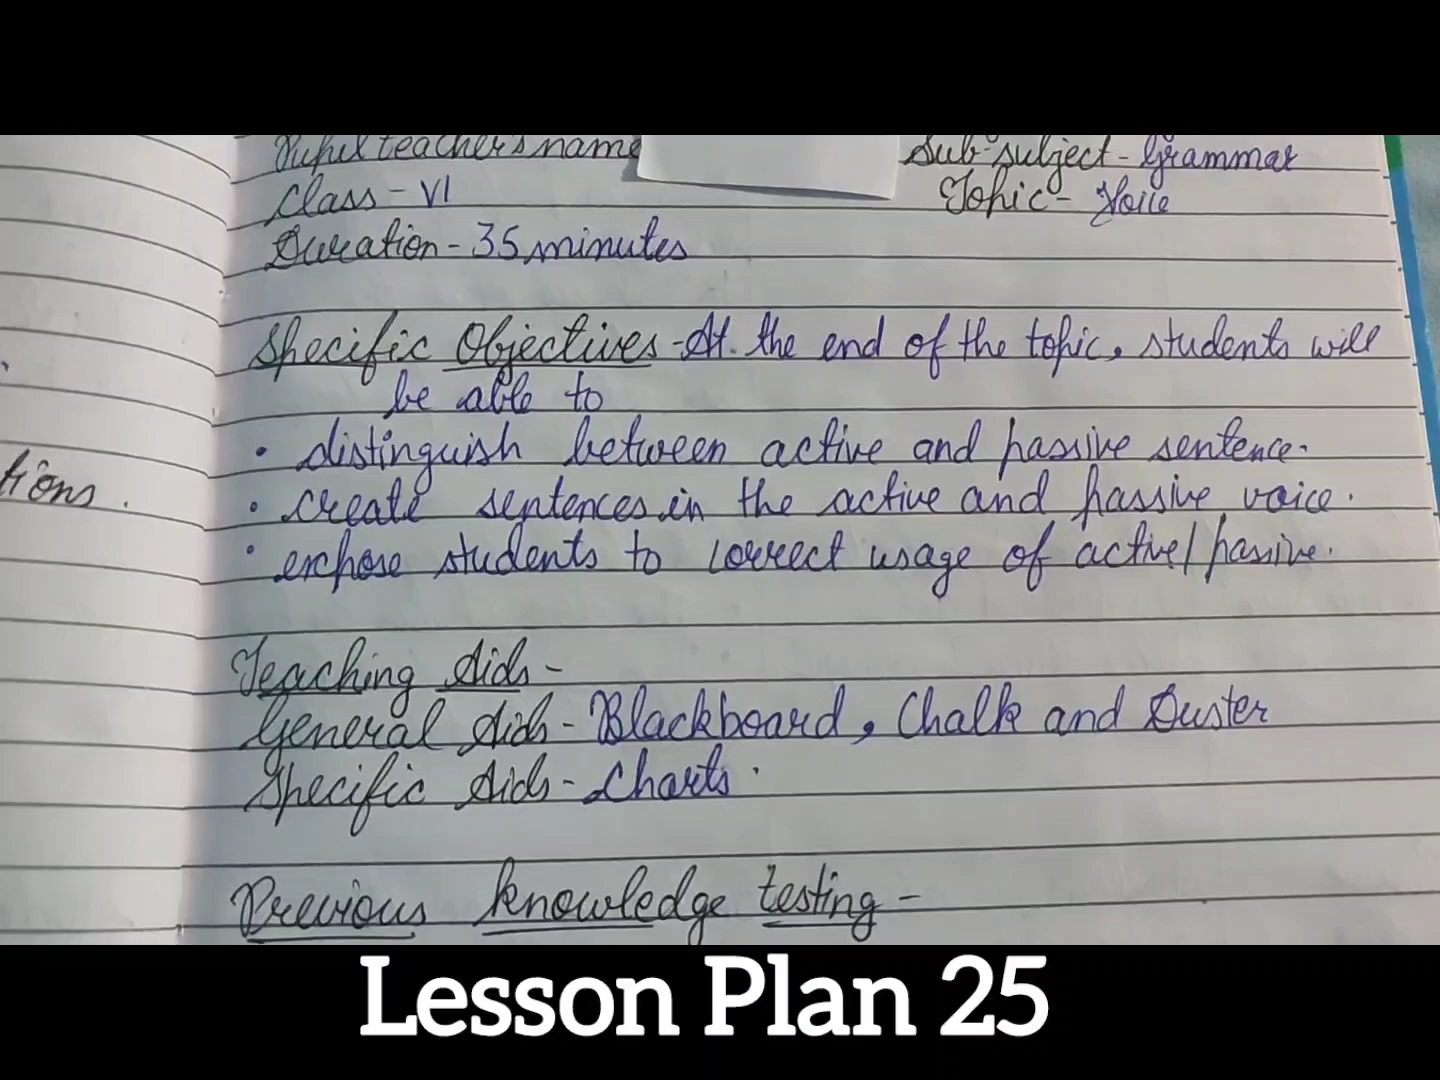 Pupil teacher's name
Sub-subject - Grammar
Class - VI
Topic - Voice
Duration - 35 minutes
Specific Objectives - At the end of the topic, students will
be able to
• distinguish between active and passive sentence.
• create sentences in the active and passive voice.
• expose students to correct usage of active/passive.
tions.
Teaching Aids -
General Aids - Blackboard, Chalk and Duster
Specific Aids - Charts.
Previous knowledge testing -
Lesson Plan 25